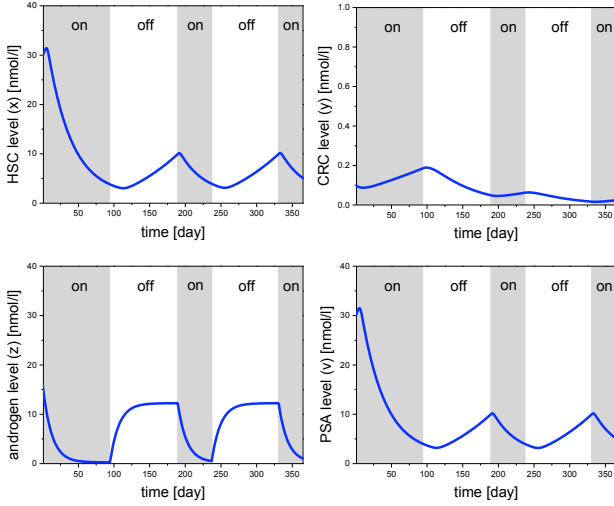 on off on off on
HSC level (x) [nmol/l]
40
30
20
10
0
50 100 150 200 250 300 350
time [day]
on off on off on
CRC level (y) [nmol/l]
1.0
0.8
0.6
0.4
0.2
0.0
50 100 150 200 250 300 350
time [day]
on off on off on
androgen level (z) [nmol/l]
40
30
20
10
0
50 100 150 200 250 300 350
time [day]
on off on off on
PSA level (v) [nmol/l]
40
30
20
10
0
50 100 150 200 250 300 350
time [day]